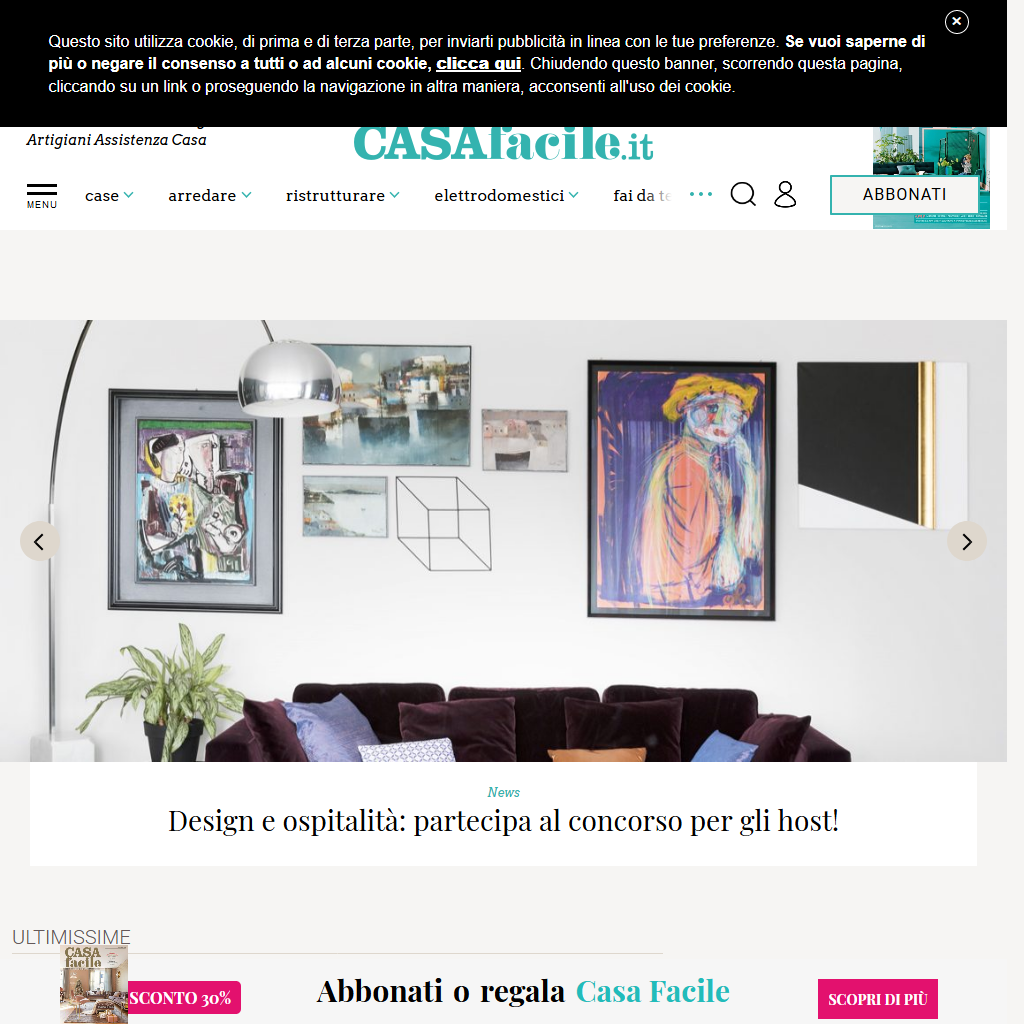 Questo sito utilizza cookie, di prima e di terza parte, per inviarti pubblicità in linea con le tue preferenze. Se vuoi saperne di
più o negare il consenso a tutti o ad alcuni cookie, clicca qui. Chiudendo questo banner, scorrendo questa pagina,
cliccando su un link o proseguendo la navigazione in altra maniera, acconsenti all'uso dei cookie.
Artigiani Assistenza Casa
CASAfacile.it
MENU
case
arredare
ristrutturare
elettrodomestici
fai da te
ABBONATI
News
Design e ospitalità: partecipa al concorso per gli host!
ULTIMISSIME
CASA
facile
SCONTO 30%
Abbonati o regala Casa Facile
SCOPRI DI PIÙ